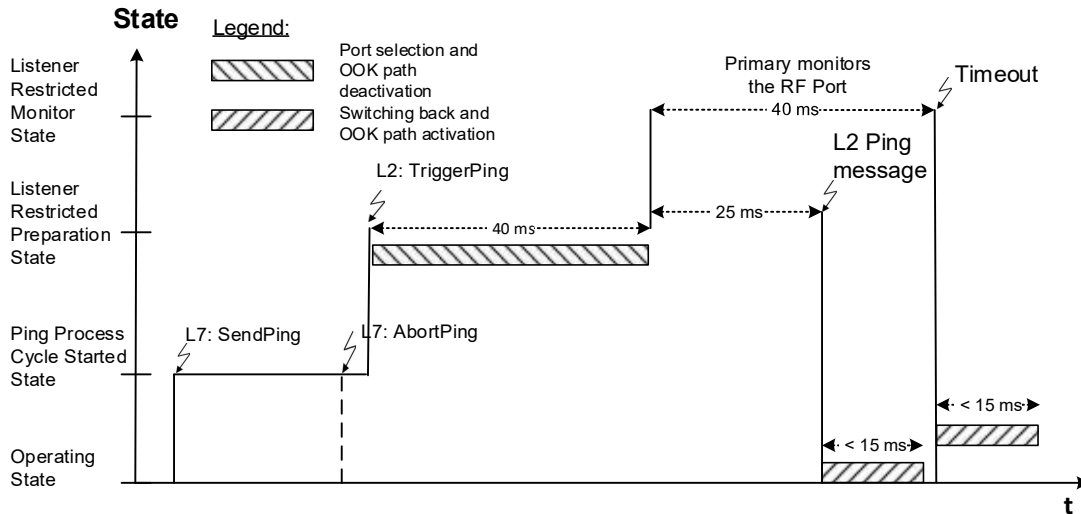 State
Legend:
Port selection and
OOK path
deactivation
Switching back and
OOK path activation
Listener
Restricted
Monitor
State
Primary monitors
the RF Port
40 ms
Timeout
L2 Ping
message
L2: TriggerPing
Listener
Restricted
Preparation
State
25 ms
40 ms
L7: SendPing
L7: AbortPing
Ping Process
Cycle Started
State
< 15 ms
< 15 ms
Operating
State
t